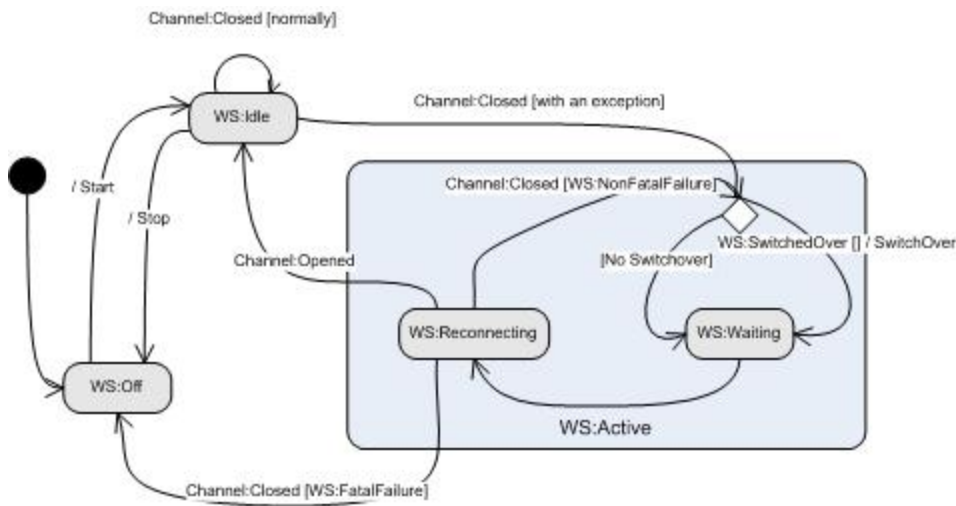 Channel:Closed [normally]
Channel:Closed [with an exception]
WS:Idle
Channel:Closed [WS:NonFatalFailure]
/ Start
/ Stop
WS:SwitchedOver [] / SwitchOver
[No Switchover]
Channel:Opened
WS:Reconnecting
WS:Waiting
WS:Off
WS:Active
Channel:Closed [WS:FatalFailure]